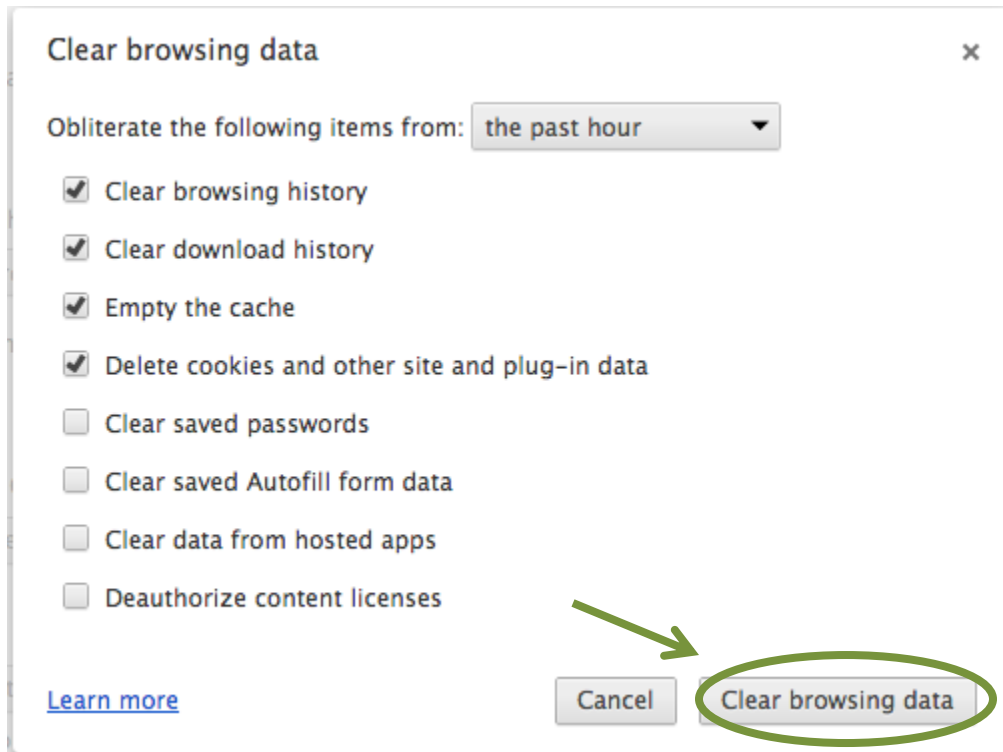 Clear browsing data
Obliterate the following items from: the past hour
Clear browsing history
Clear download history
Empty the cache
Delete cookies and other site and plug-in data
Clear saved passwords
Clear saved Autofill form data
Clear data from hosted apps
Deauthorize content licenses
Learn more Cancel Clear browsing data